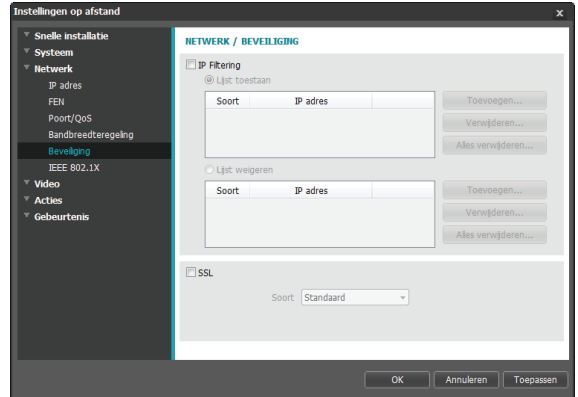 Instellingen op afstand
x
Snelle installatie
Systeem
Netwerk
IP adres
FEN
Poort/QoS
Bandbreedteregeling
Beveiliging
IEEE 802.1X
Video
Acties
Gebeurtenis
NETWERK / BEVEILIGING
IP Filtering
Lijst toestaan
Soort IP adres
Toevoegen...
Verwijderen...
Alles verwijderen...
Lijst weigeren
Soort IP adres
Toevoegen...
Verwijderen...
Alles verwijderen...
SSL
Soort Standaard
OK Annuleren Toepassen